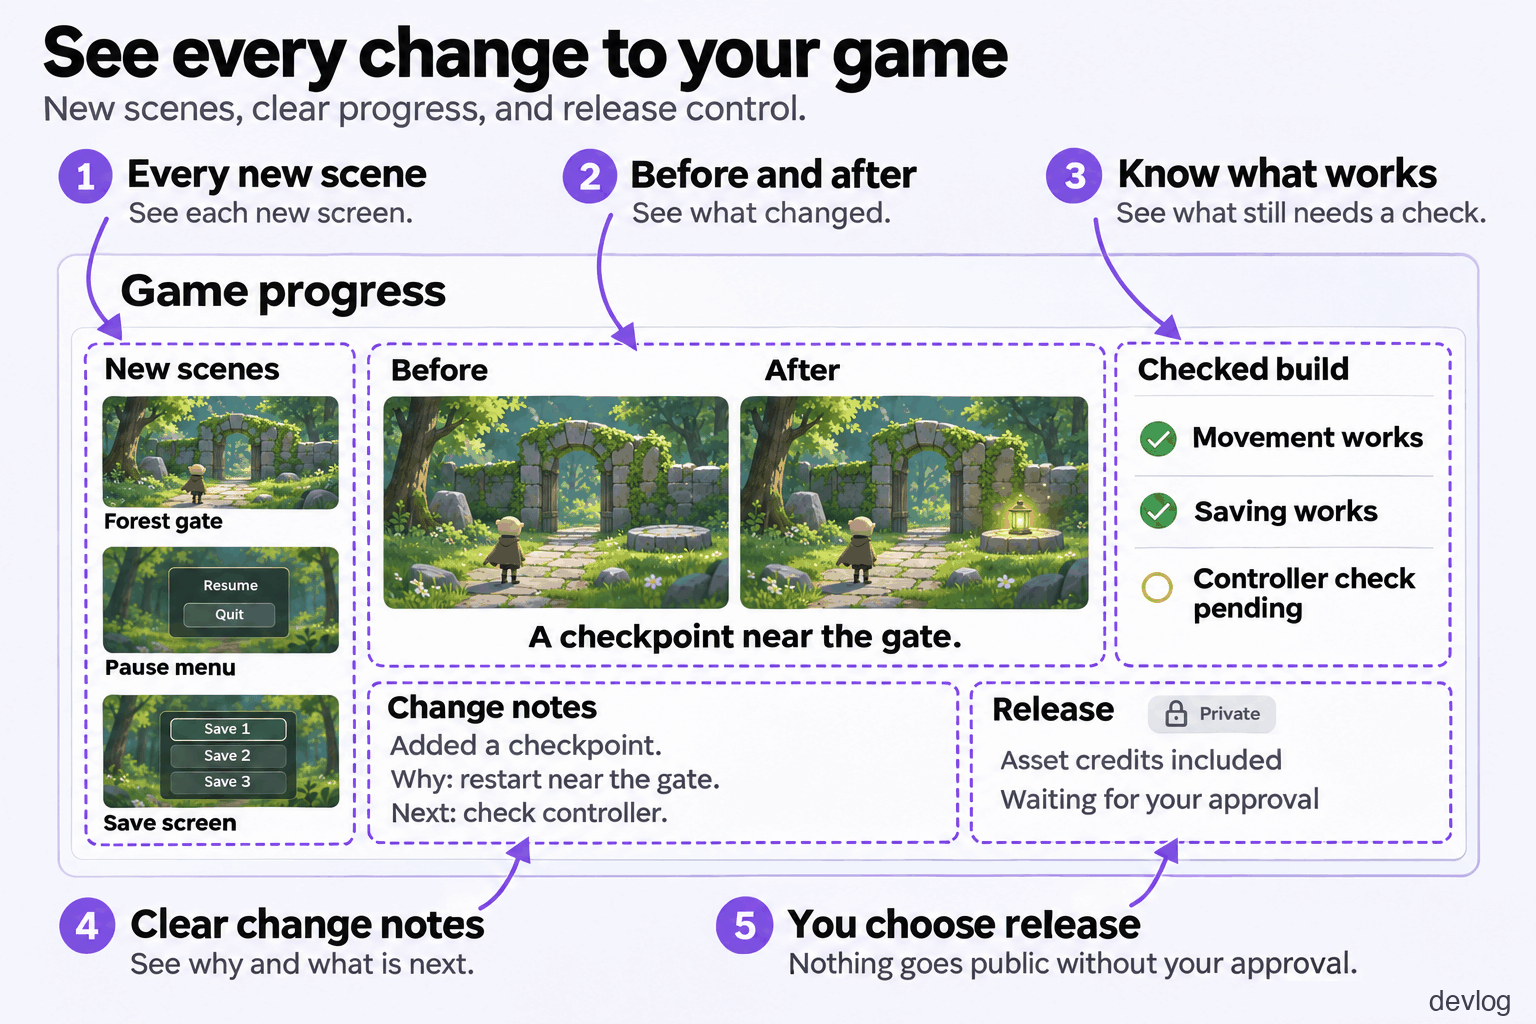 See every change to your game
New scenes, clear progress, and release control.
1
Every new scene
See each new screen.
2
Before and after
See what changed.
3
Know what works
See what still needs a check.
Game progress
New scenes
Forest gate
Resume
Quit
Pause menu
Save 1
Save 2
Save 3
Save screen
Before
After
A checkpoint near the gate.
Checked build
Movement works
Saving works
Controller check
pending
Change notes
Added a checkpoint.
Why: restart near the gate.
Next: check controller.
Release
Private
Asset credits included
Waiting for your approval
4
Clear change notes
See why and what is next.
5
You choose release
Nothing goes public without your approval.
devlog